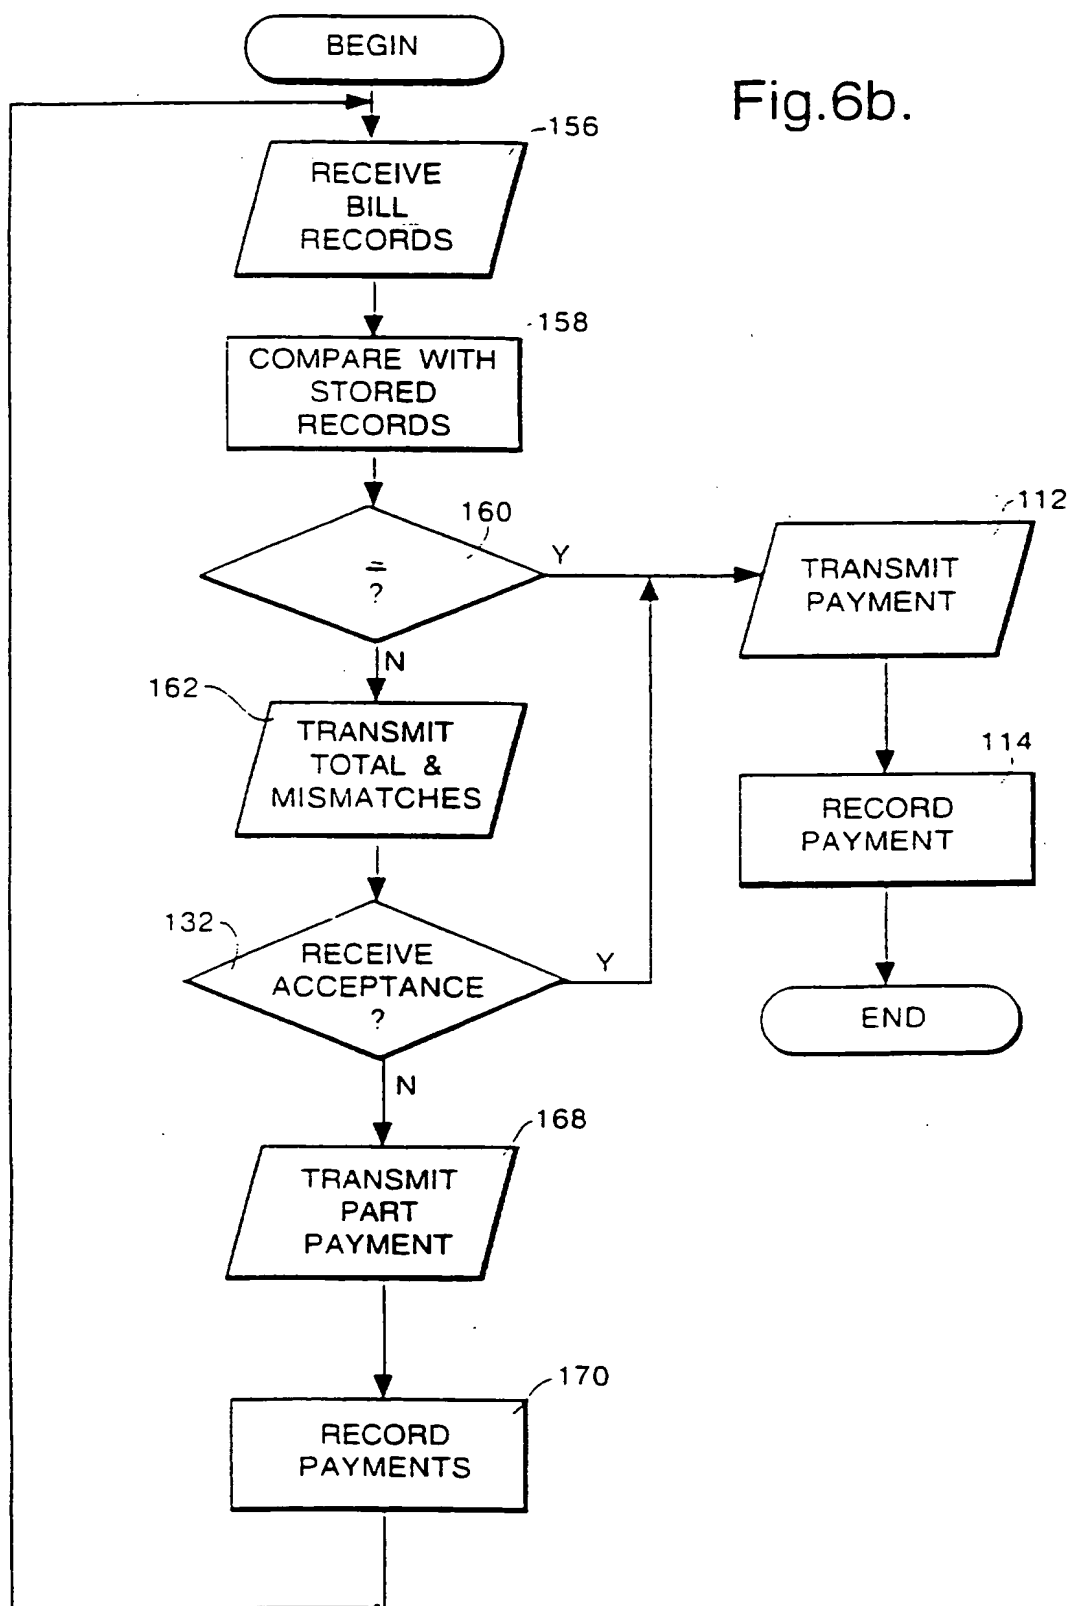 BEGIN
Fig.6b.
156
RECEIVE
BILL
RECORDS
158
COMPARE WITH
STORED
RECORDS
160
=
?
Y
N
112
TRANSMIT
PAYMENT
162
TRANSMIT
TOTAL &
MISMATCHES
114
RECORD
PAYMENT
132
RECEIVE
ACCEPTANCE
?
Y
N
END
168
TRANSMIT
PART
PAYMENT
170
RECORD
PAYMENTS